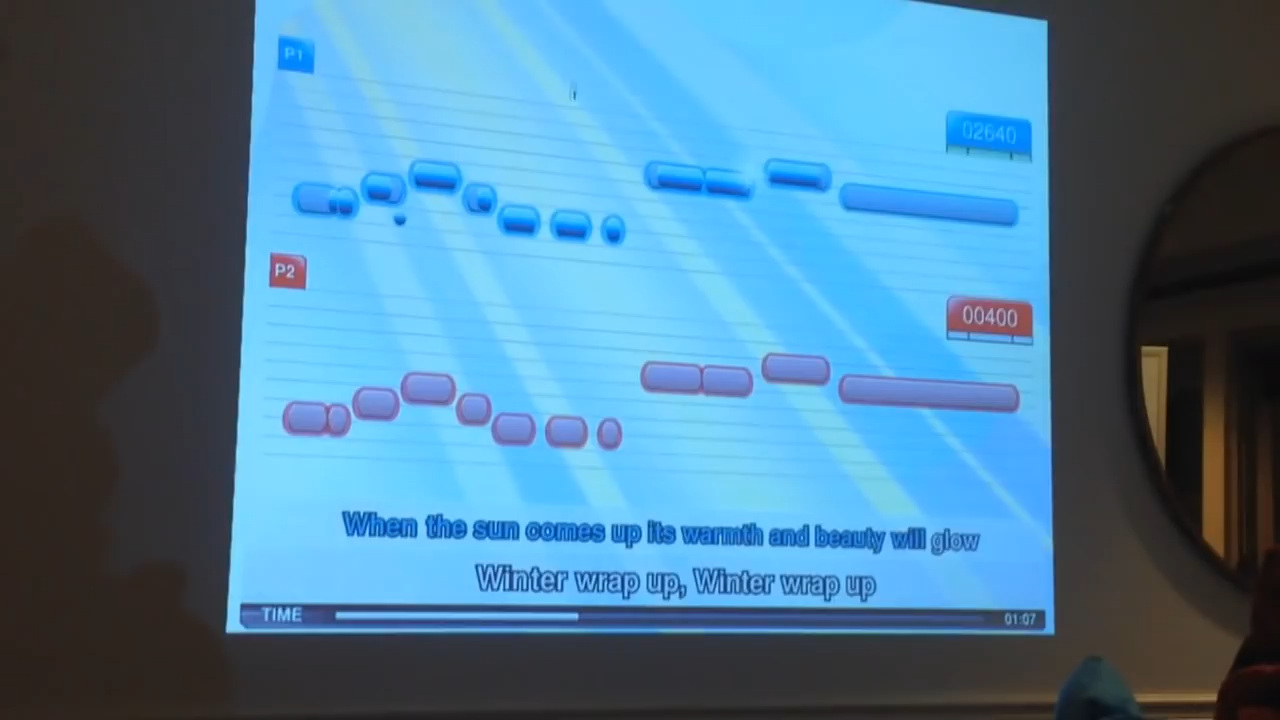 P1
02640
P2
00400
When the sun comes up its warmth and beauty will glow
Winter wrap up, Winter wrap up
TIME
01:07